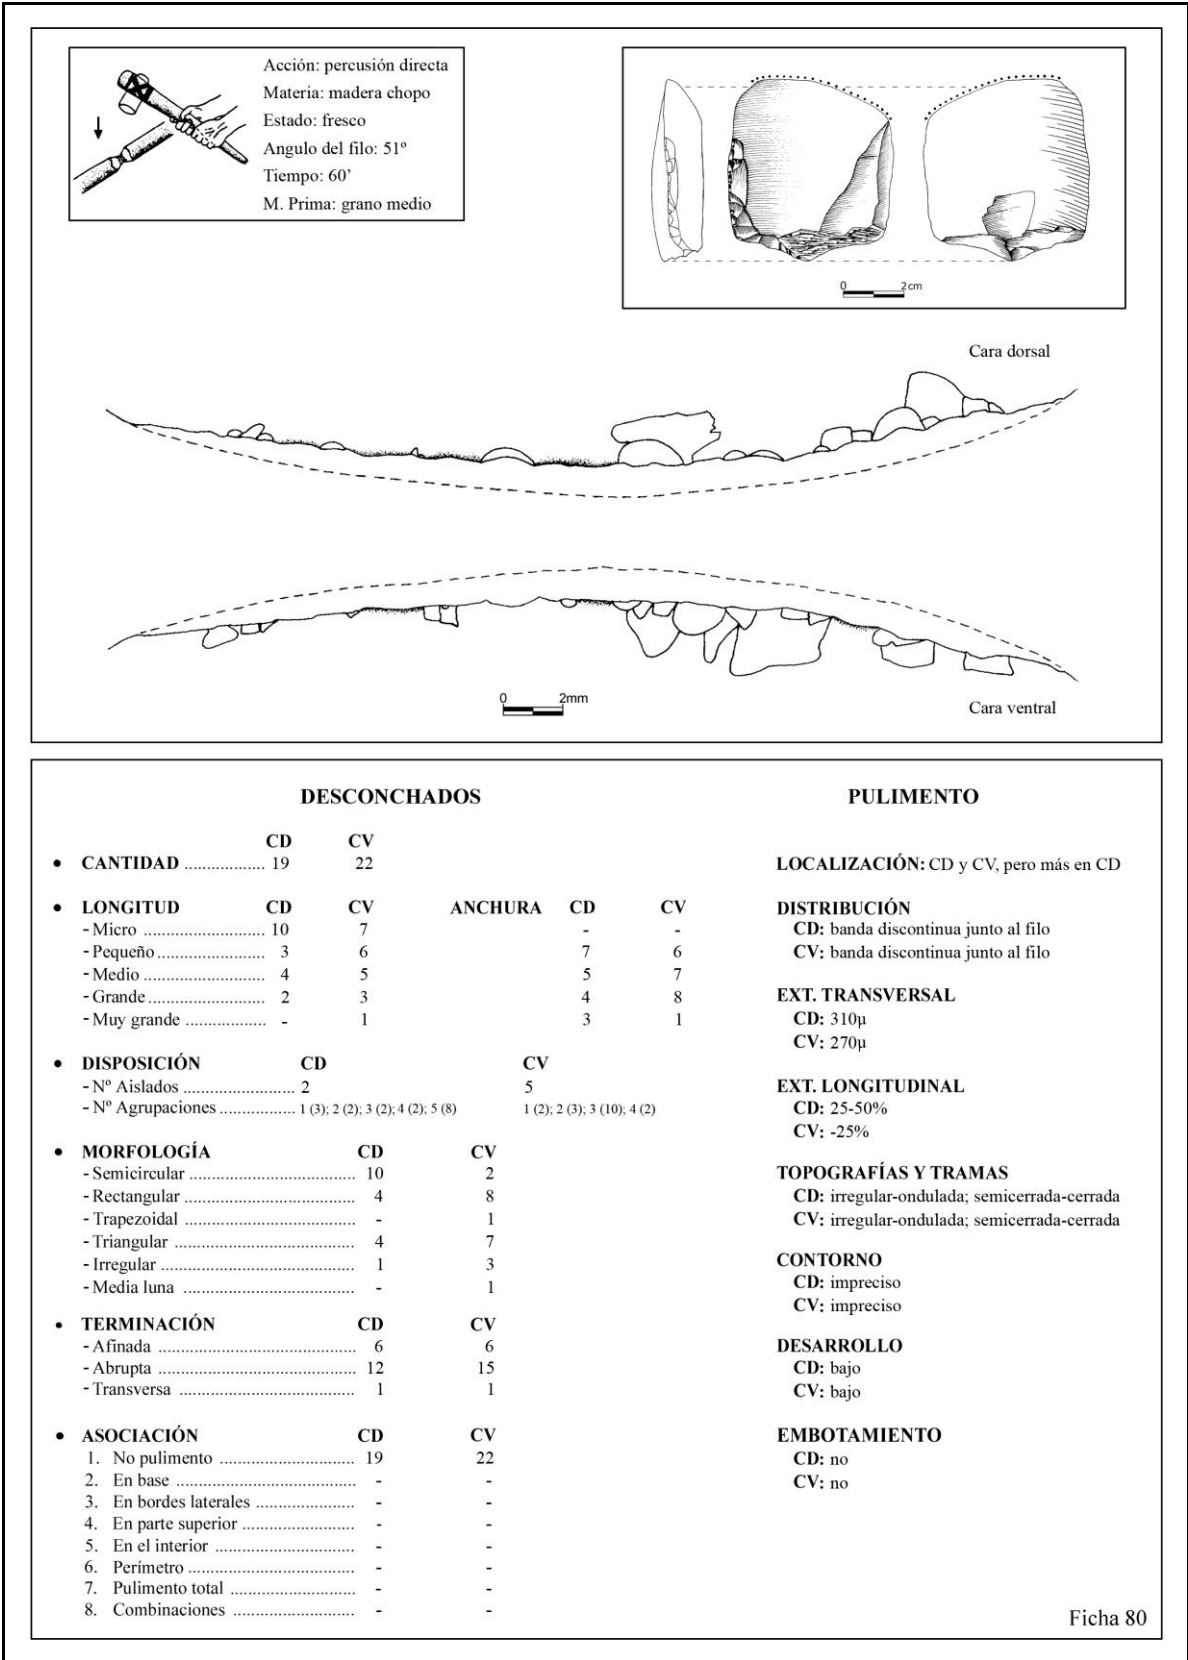 Acción: percusión directa
Materia: madera chopo
Estado: fresco
Angulo del filo: 51º
Tiempo: 60’
M. Prima: grano medio
0 2 cm
Cara dorsal
0 2mm
Cara ventral
DESCONCHADOS
CD CV
• CANTIDAD .................. 19 22
• LONGITUD CD CV ANCHURA CD CV
- Micro .......................... 10 7 - -
- Pequeño ....................... 3 6 7 6
- Medio .......................... 4 5 5 7
- Grande ......................... 2 3 4 8
- Muy grande .................. - 1 3 1
• DISPOSICIÓN CD CV
- Nº Aislados ........................ 2 5
- Nº Agrupaciones ................. 1 (3); 2 (2); 3 (2); 4 (2); 5 (8) 1 (2); 2 (3); 3 (10); 4 (2)
• MORFOLOGÍA CD CV
- Semicircular ................................... 10 2
- Rectangular .................................... 4 8
- Trapezoidal .................................... - 1
- Triangular ...................................... 4 7
- Irregular ......................................... 1 3
- Media luna ..................................... - 1
• TERMINACIÓN CD CV
- Afinada .......................................... 6 6
- Abrupta .......................................... 12 15
- Transversa ..................................... 1 1
• ASOCIACIÓN CD CV
1. No pulimento ............................. 19 22
2. En base ...................................... - -
3. En bordes laterales ..................... - -
4. En parte superior ........................ - -
5. En el interior .............................. - -
6. Perímetro ................................... - -
7. Pulimento total ........................... - -
8. Combinaciones .......................... - -
PULIMENTO
LOCALIZACIÓN: CD y CV, pero más en CD
DISTRIBUCIÓN
CD: banda discontinua junto al filo
CV: banda discontinua junto al filo
EXT. TRANSVERSAL
CD: 310µ
CV: 270µ
EXT. LONGITUDINAL
CD: 25-50%
CV: -25%
TOPOGRAFÍAS Y TRAMAS
CD: irregular-ondulada; semicerrada-cerrada
CV: irregular-ondulada; semicerrada-cerrada
CONTORNO
CD: impreciso
CV: impreciso
DESARROLLO
CD: bajo
CV: bajo
EMBOTAMIENTO
CD: no
CV: no
Ficha 80